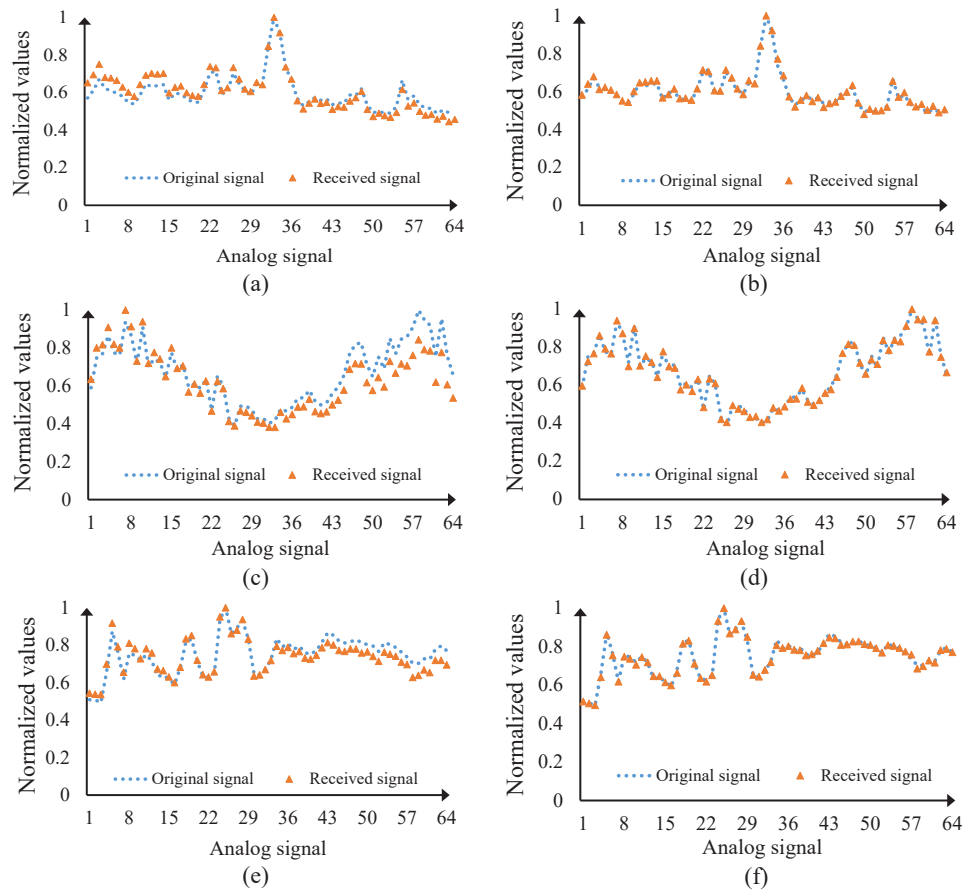 Normalized values
1
0.8
0.6
0.4
0.2
0
Original signal Received signal
1 8 15 22 29 36 43 50 57 64
Analog signal
(a)
Normalized values
1
0.8
0.6
0.4
0.2
0
Original signal Received signal
1 8 15 22 29 36 43 50 57 64
Analog signal
(b)
Normalized values
1
0.8
0.6
0.4
0.2
0
Original signal Received signal
1 8 15 22 29 36 43 50 57 64
Analog signal
(c)
Normalized values
1
0.8
0.6
0.4
0.2
0
Original signal Received signal
1 8 15 22 29 36 43 50 57 64
Analog signal
(d)
Normalized values
1
0.8
0.6
0.4
0.2
0
Original signal Received signal
1 8 15 22 29 36 43 50 57 64
Analog signal
(e)
Normalized values
1
0.8
0.6
0.4
0.2
0
Original signal Received signal
1 8 15 22 29 36 43 50 57 64
Analog signal
(f)